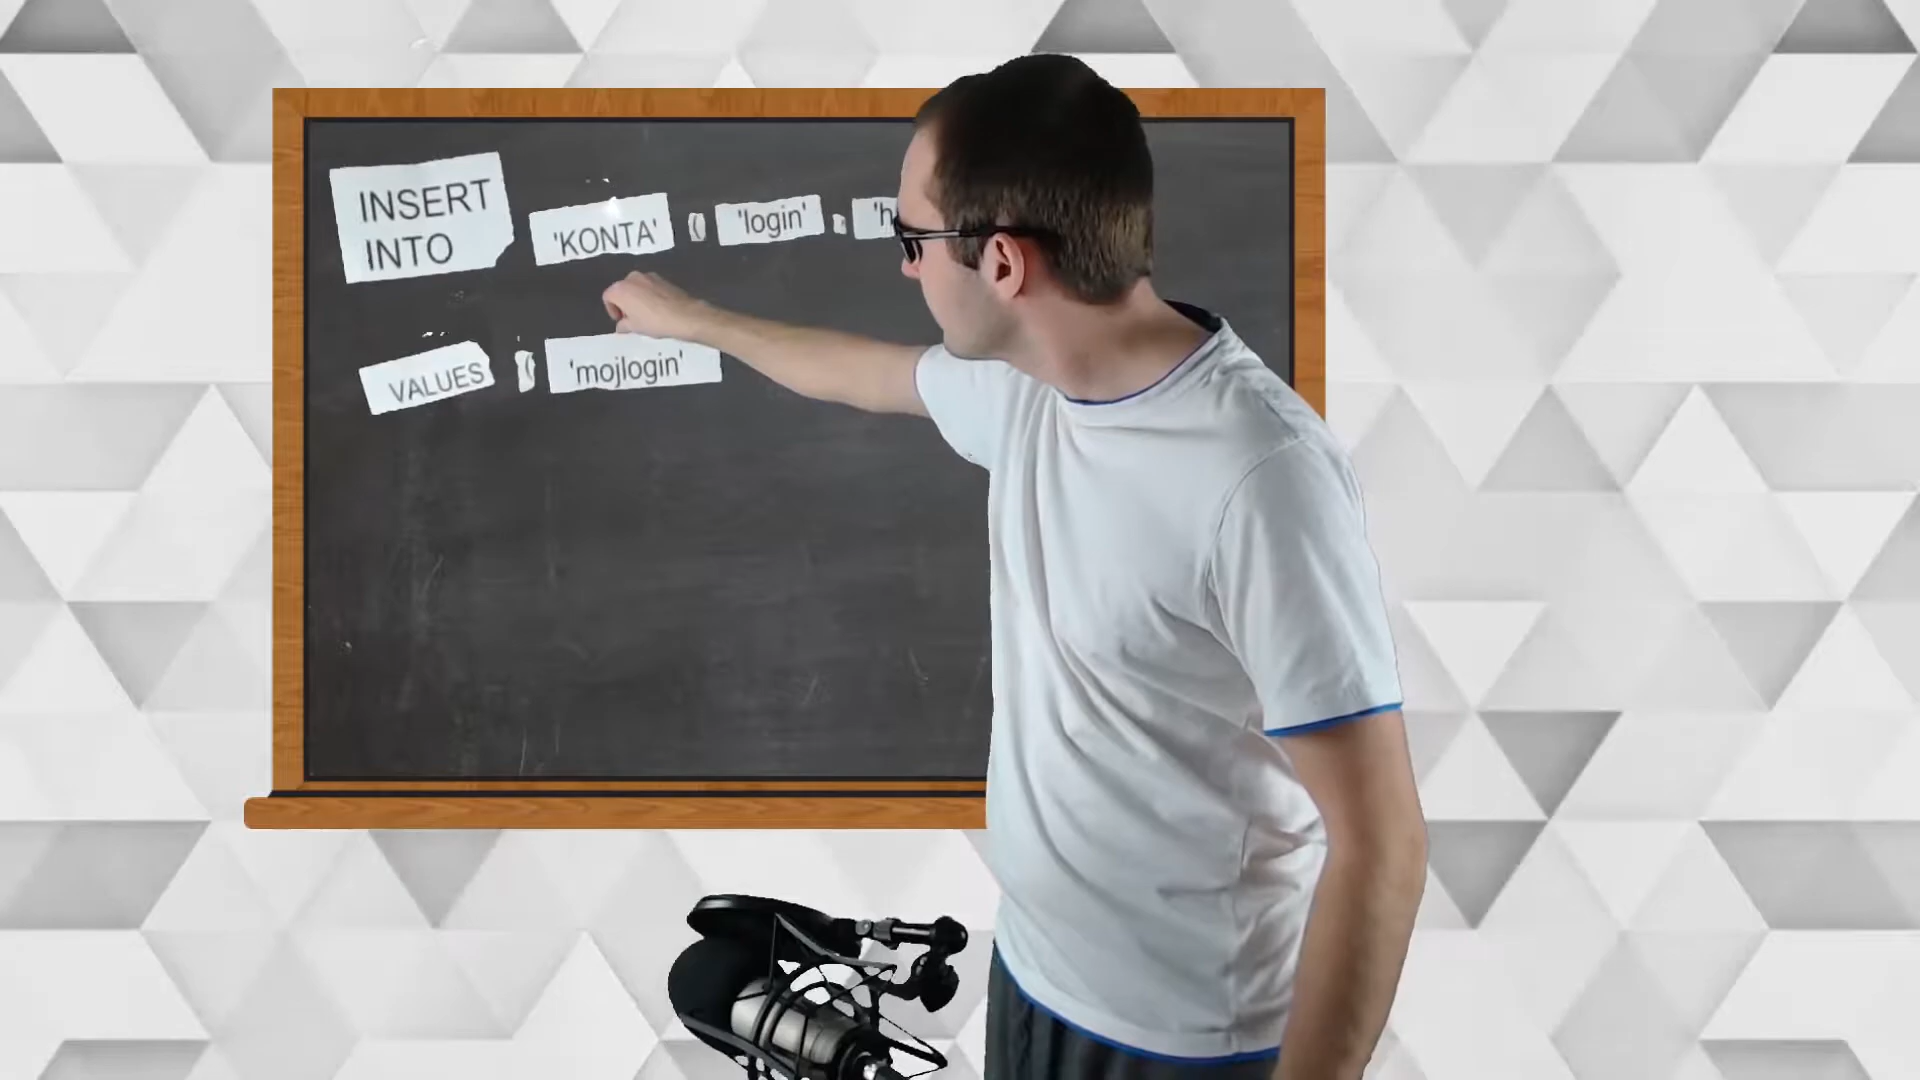 INSERT
INTO
'KONTA' ( 'login' ,
VALUES ( 'mojlogin'